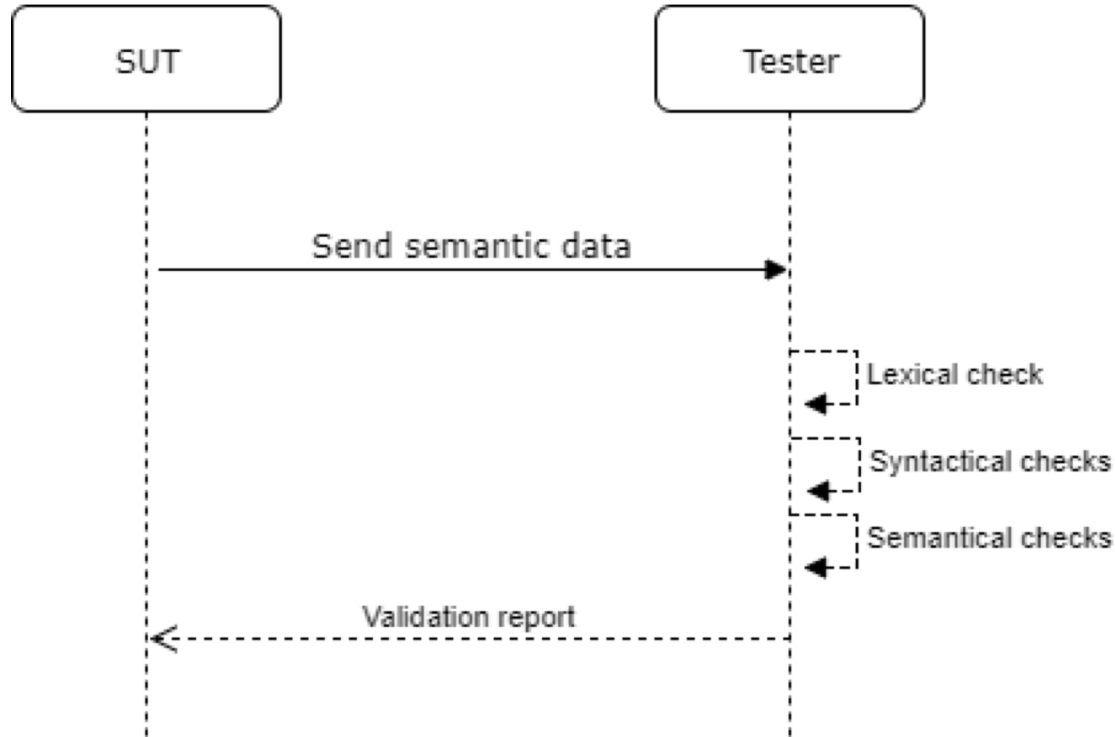 SUT
Tester
Send semantic data
Lexical check
Syntactical checks
Semantical checks
Validation report